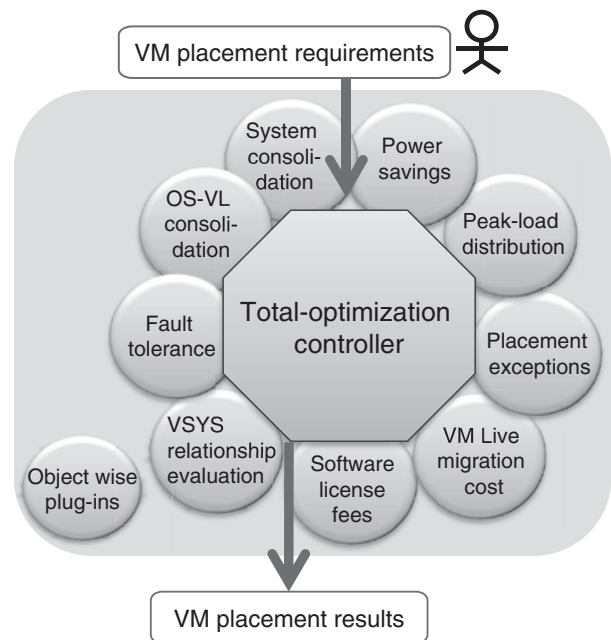 VM placement requirements
System
consoli-
dation
Power
savings
OS-VL
consoli-
dation
Peak-load
distribution
Total-optimization
controller
Fault
tolerance
Placement
exceptions
VSYS
relationship
evaluation
VM Live
migration
cost
Software
license
fees
Object wise
plug-ins
VM placement results